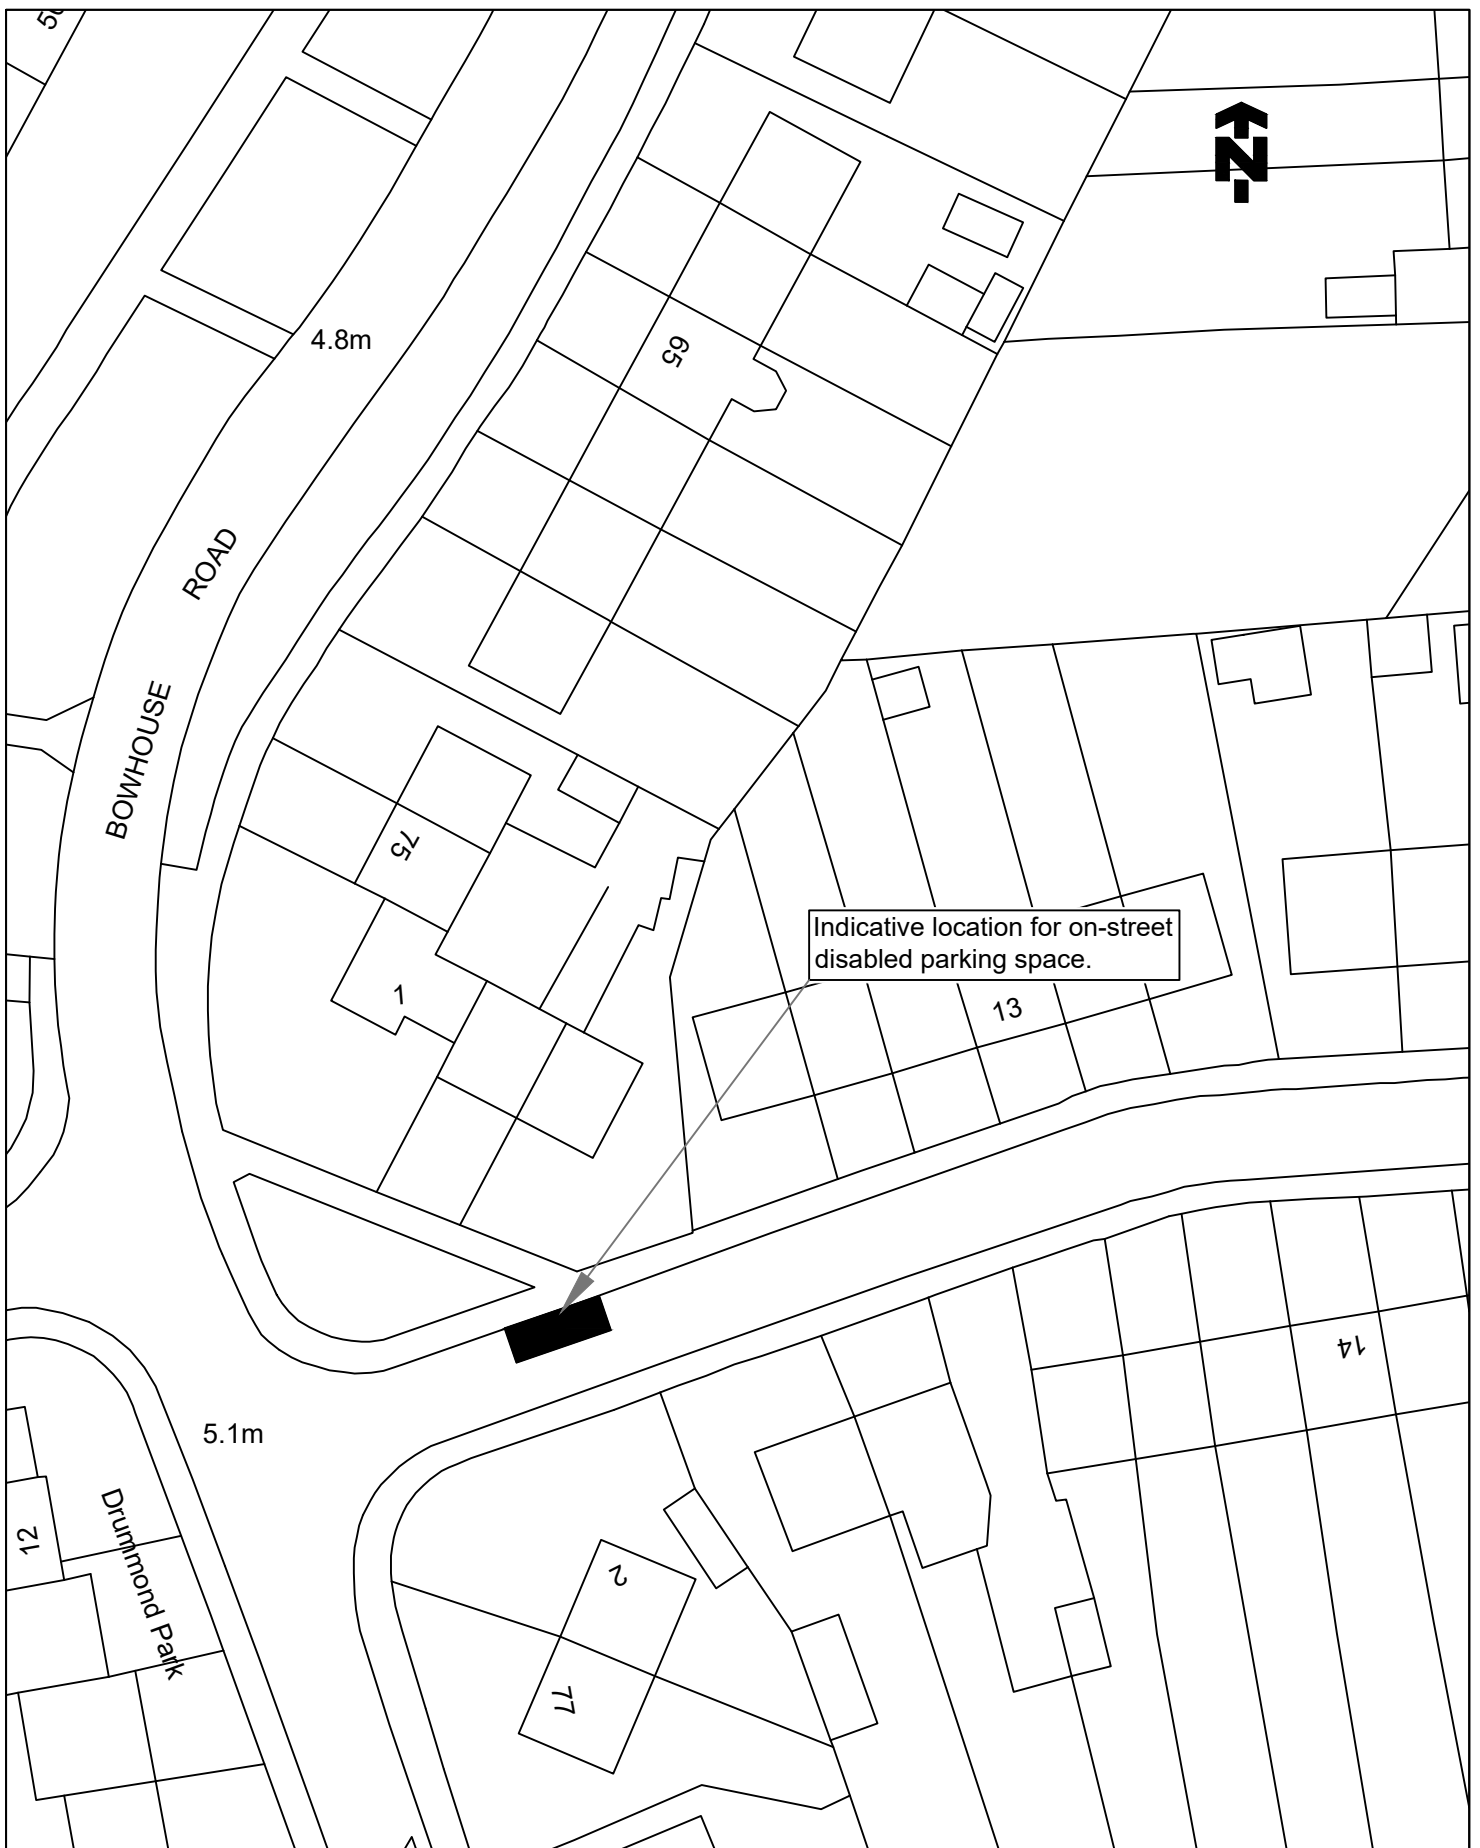 N
4.8m
65
ROAD
BOWHOUSE
75
Indicative location for on-street
disabled parking space.
1
13
14
5.1m
Drummond Park
12
2
77